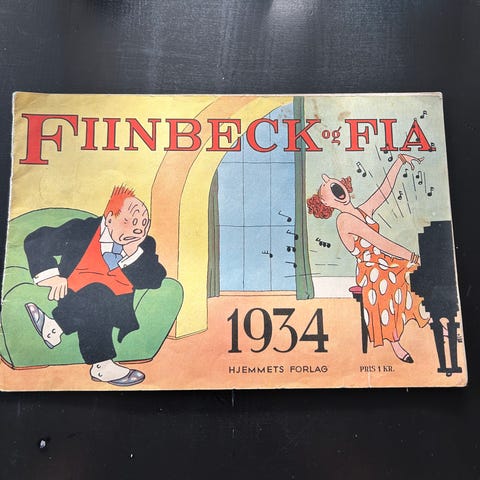 FIINBECK og FIA
1934
HJEMMETS FORLAG
PRIS 1 KR.